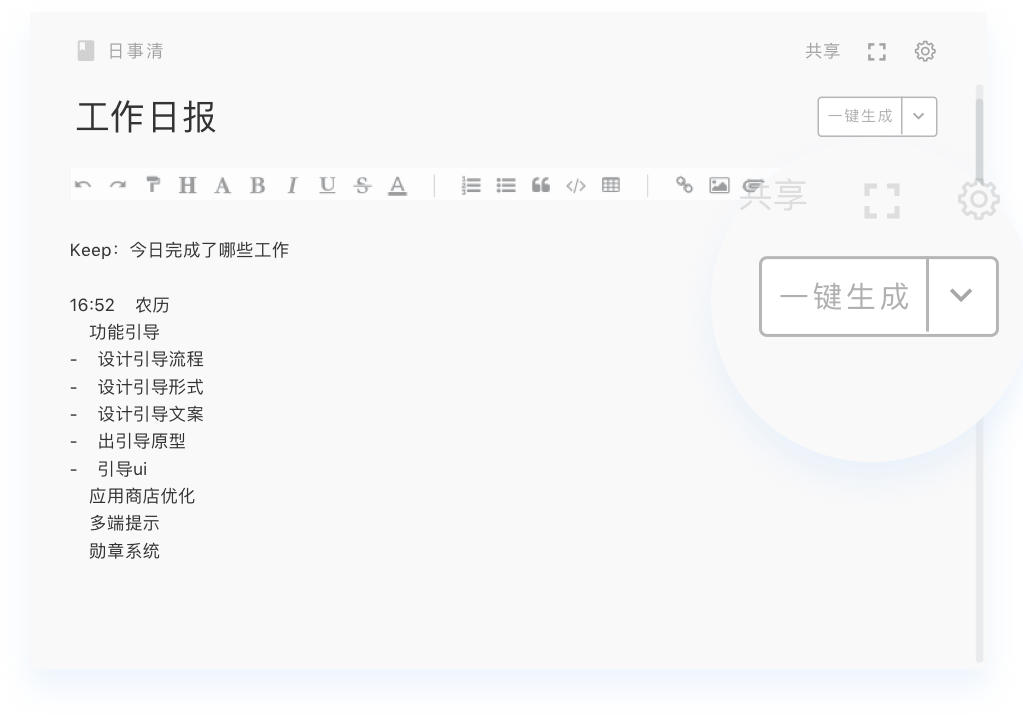 日事清
共享
工作日报
一键生成
H A B I U S A
共享
一键生成
Keep：今日完成了哪些工作
16:52 农历
功能引导
- 设计引导流程
- 设计引导形式
- 设计引导文案
- 出引导原型
- 引导ui
应用商店优化
多端提示
勋章系统